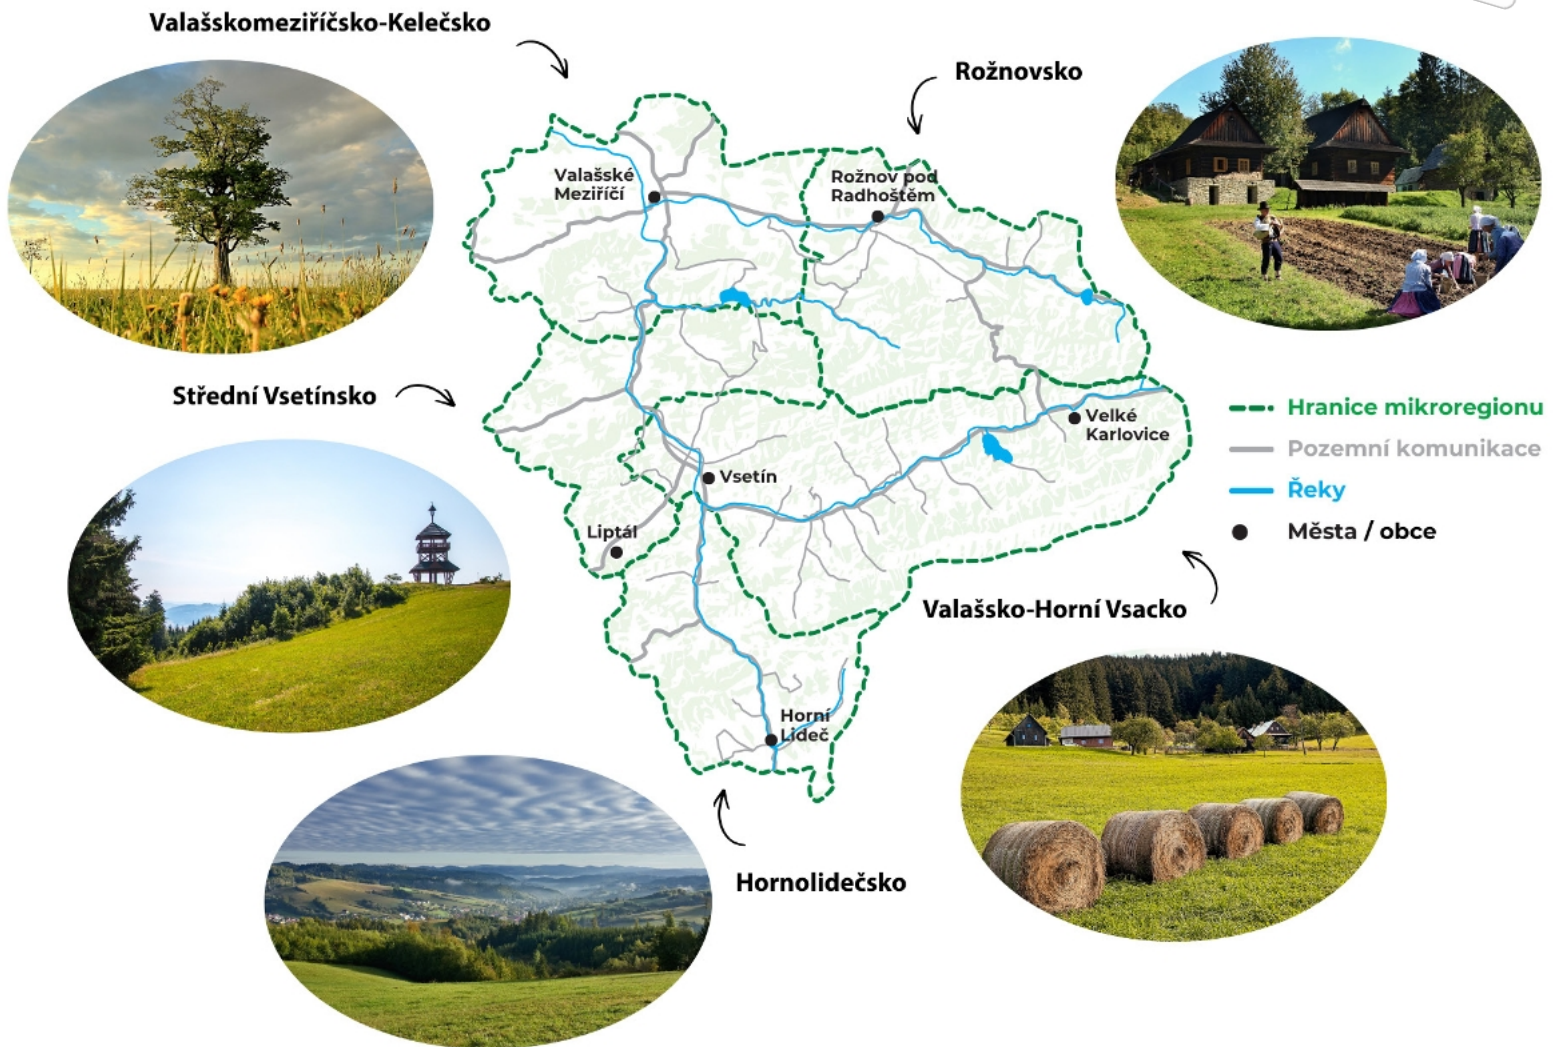 Valašskomeziříčsko-Kelečsko
Rožnovsko
Valašské
Meziříčí
Rožnov pod
Radhoštěm
Střední Vsetínsko
Hranice mikroregionu
Velké
Karlovice
Pozemní komunikace
Vsetín
Řeky
Liptál
Města / obce
Valašsko-Horní Vsacko
Horní
Lideč
Hornolidečsko